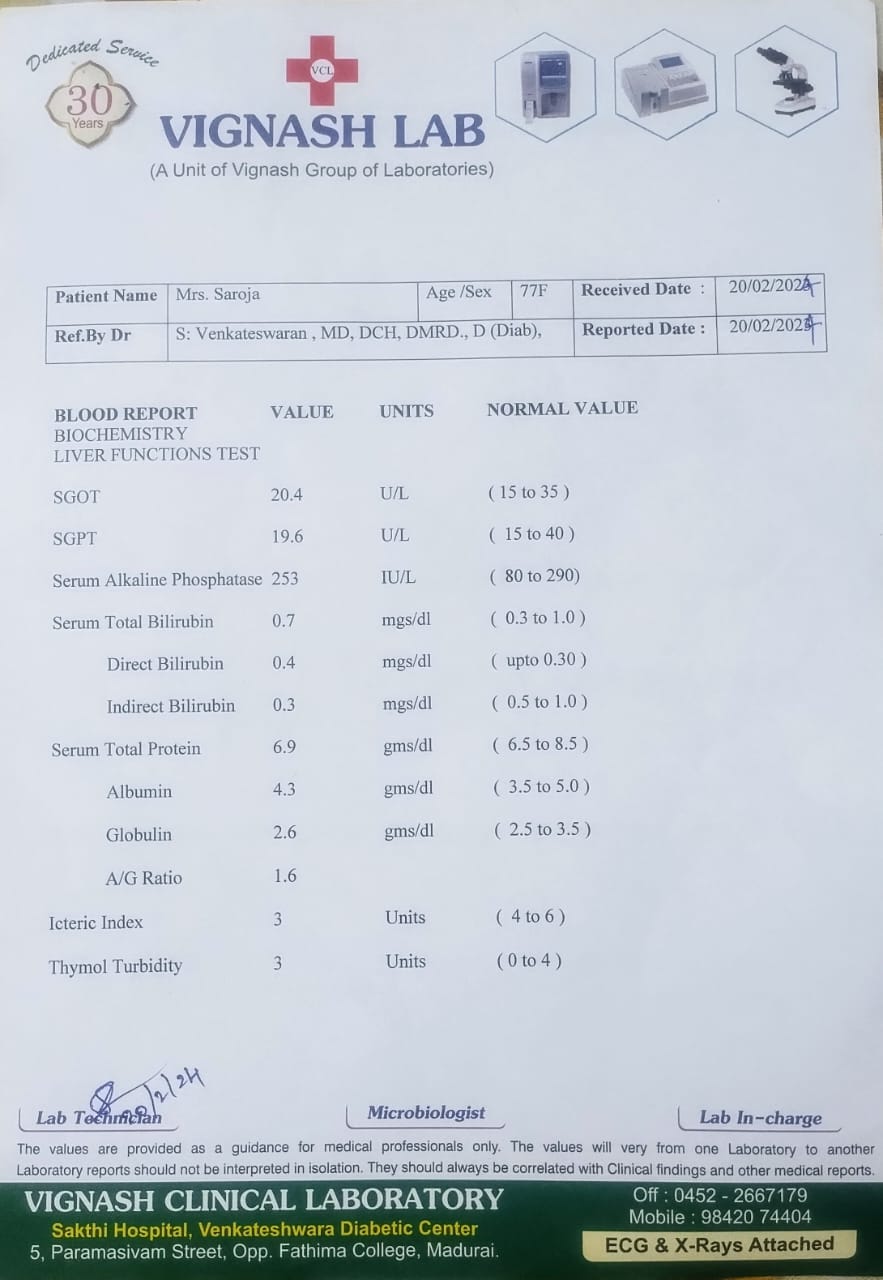 Dedicated Service
30
Years
VCL
VIGNASH LAB
(A Unit of Vignash Group of Laboratories)
Patient Name Mrs. Saroja Age /Sex 77F Received Date : 20/02/2024
Ref.By Dr S: Venkateswaran , MD, DCH, DMRD., D (Diab), Reported Date : 20/02/2024
BLOOD REPORT VALUE UNITS NORMAL VALUE
BIOCHEMISTRY
LIVER FUNCTIONS TEST
SGOT 20.4 U/L ( 15 to 35 )
SGPT 19.6 U/L ( 15 to 40 )
Serum Alkaline Phosphatase 253 IU/L ( 80 to 290)
Serum Total Bilirubin 0.7 mgs/dl ( 0.3 to 1.0 )
Direct Bilirubin 0.4 mgs/dl ( upto 0.30 )
Indirect Bilirubin 0.3 mgs/dl ( 0.5 to 1.0 )
Serum Total Protein 6.9 gms/dl ( 6.5 to 8.5 )
Albumin 4.3 gms/dl ( 3.5 to 5.0 )
Globulin 2.6 gms/dl ( 2.5 to 3.5 )
A/G Ratio 1.6
Icteric Index 3 Units ( 4 to 6 )
Thymol Turbidity 3 Units ( 0 to 4 )
20/2/24
Lab Technician Microbiologist Lab In-charge
The values are provided as a guidance for medical professionals only. The values will very from one Laboratory to another
Laboratory reports should not be interpreted in isolation. They should always be correlated with Clinical findings and other medical reports.
VIGNASH CLINICAL LABORATORY
Sakthi Hospital, Venkateshwara Diabetic Center
5, Paramasivam Street, Opp. Fathima College, Madurai.
Off : 0452 - 2667179
Mobile : 98420 74404
ECG & X-Rays Attached